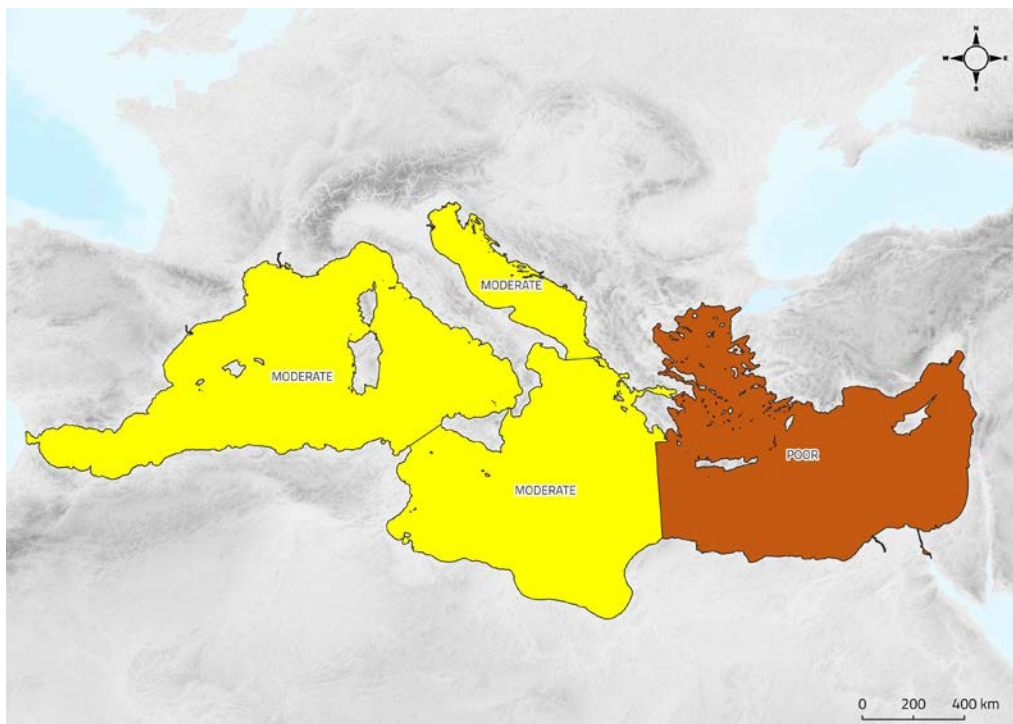 N
W E
S
MODERATE
MODERATE
POOR
MODERATE
0 200 400 km